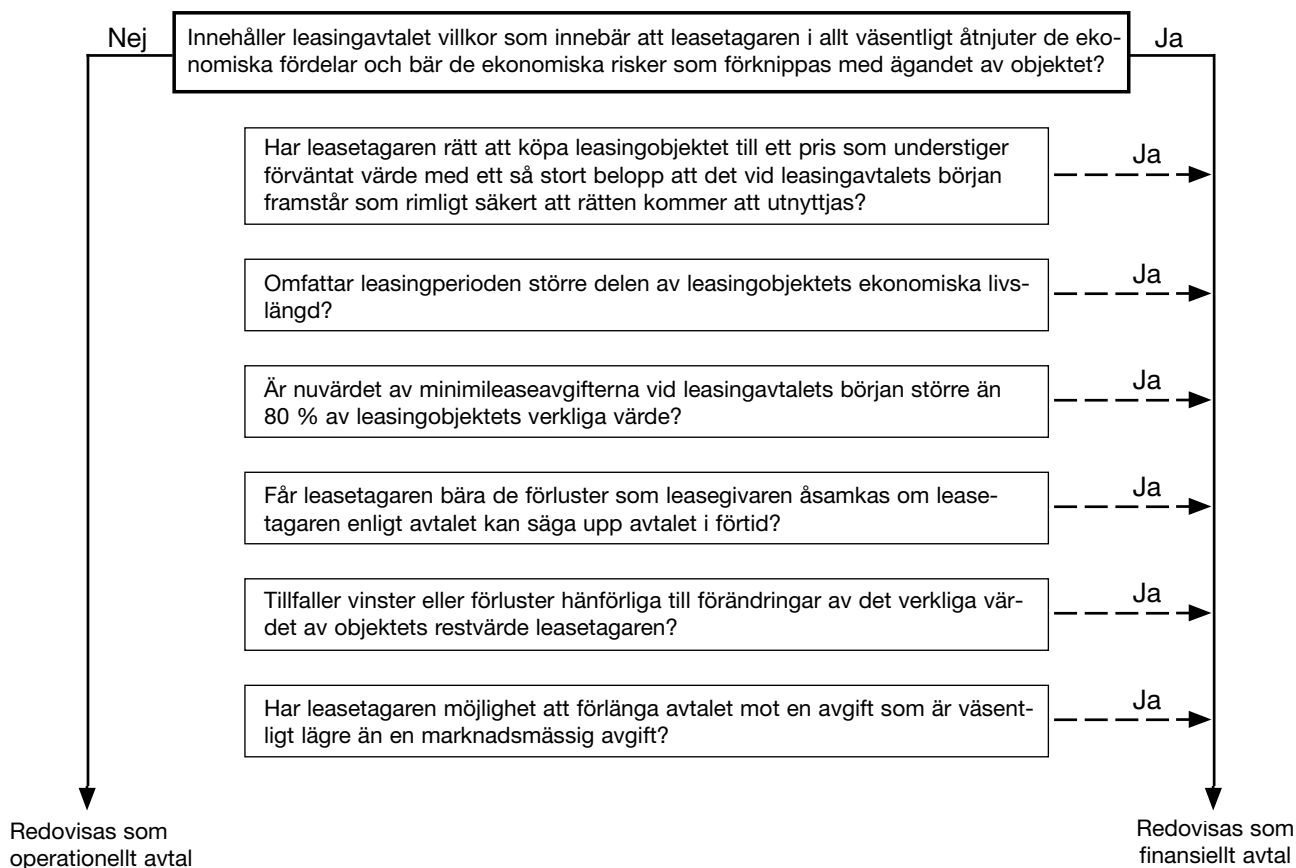 Nej
Innehåller leasingavtalet villkor som innebär att leasetagaren i allt väsentligt åtnjuter de eko-
nomiska fördelar och bär de ekonomiska risker som förknippas med ägandet av objektet?
Ja
Har leasetagaren rätt att köpa leasingobjektet till ett pris som understiger
förväntat värde med ett så stort belopp att det vid leasingavtalets början
framstår som rimligt säkert att rätten kommer att utnyttjas?
Ja
Omfattar leasingperioden större delen av leasingobjektets ekonomiska livs-
längd?
Ja
Är nuvärdet av minimileaseavgifterna vid leasingavtalets början större än
80 % av leasingobjektets verkliga värde?
Ja
Får leasetagaren bära de förluster som leasegivaren åsamkas om lease-
tagaren enligt avtalet kan säga upp avtalet i förtid?
Ja
Tillfaller vinster eller förluster hänförliga till förändringar av det verkliga vär-
det av objektets restvärde leasetagaren?
Ja
Har leasetagaren möjlighet att förlänga avtalet mot en avgift som är väsent-
ligt lägre än en marknadsmässig avgift?
Ja
Redovisas som
operationellt avtal
Redovisas som
finansiellt avtal